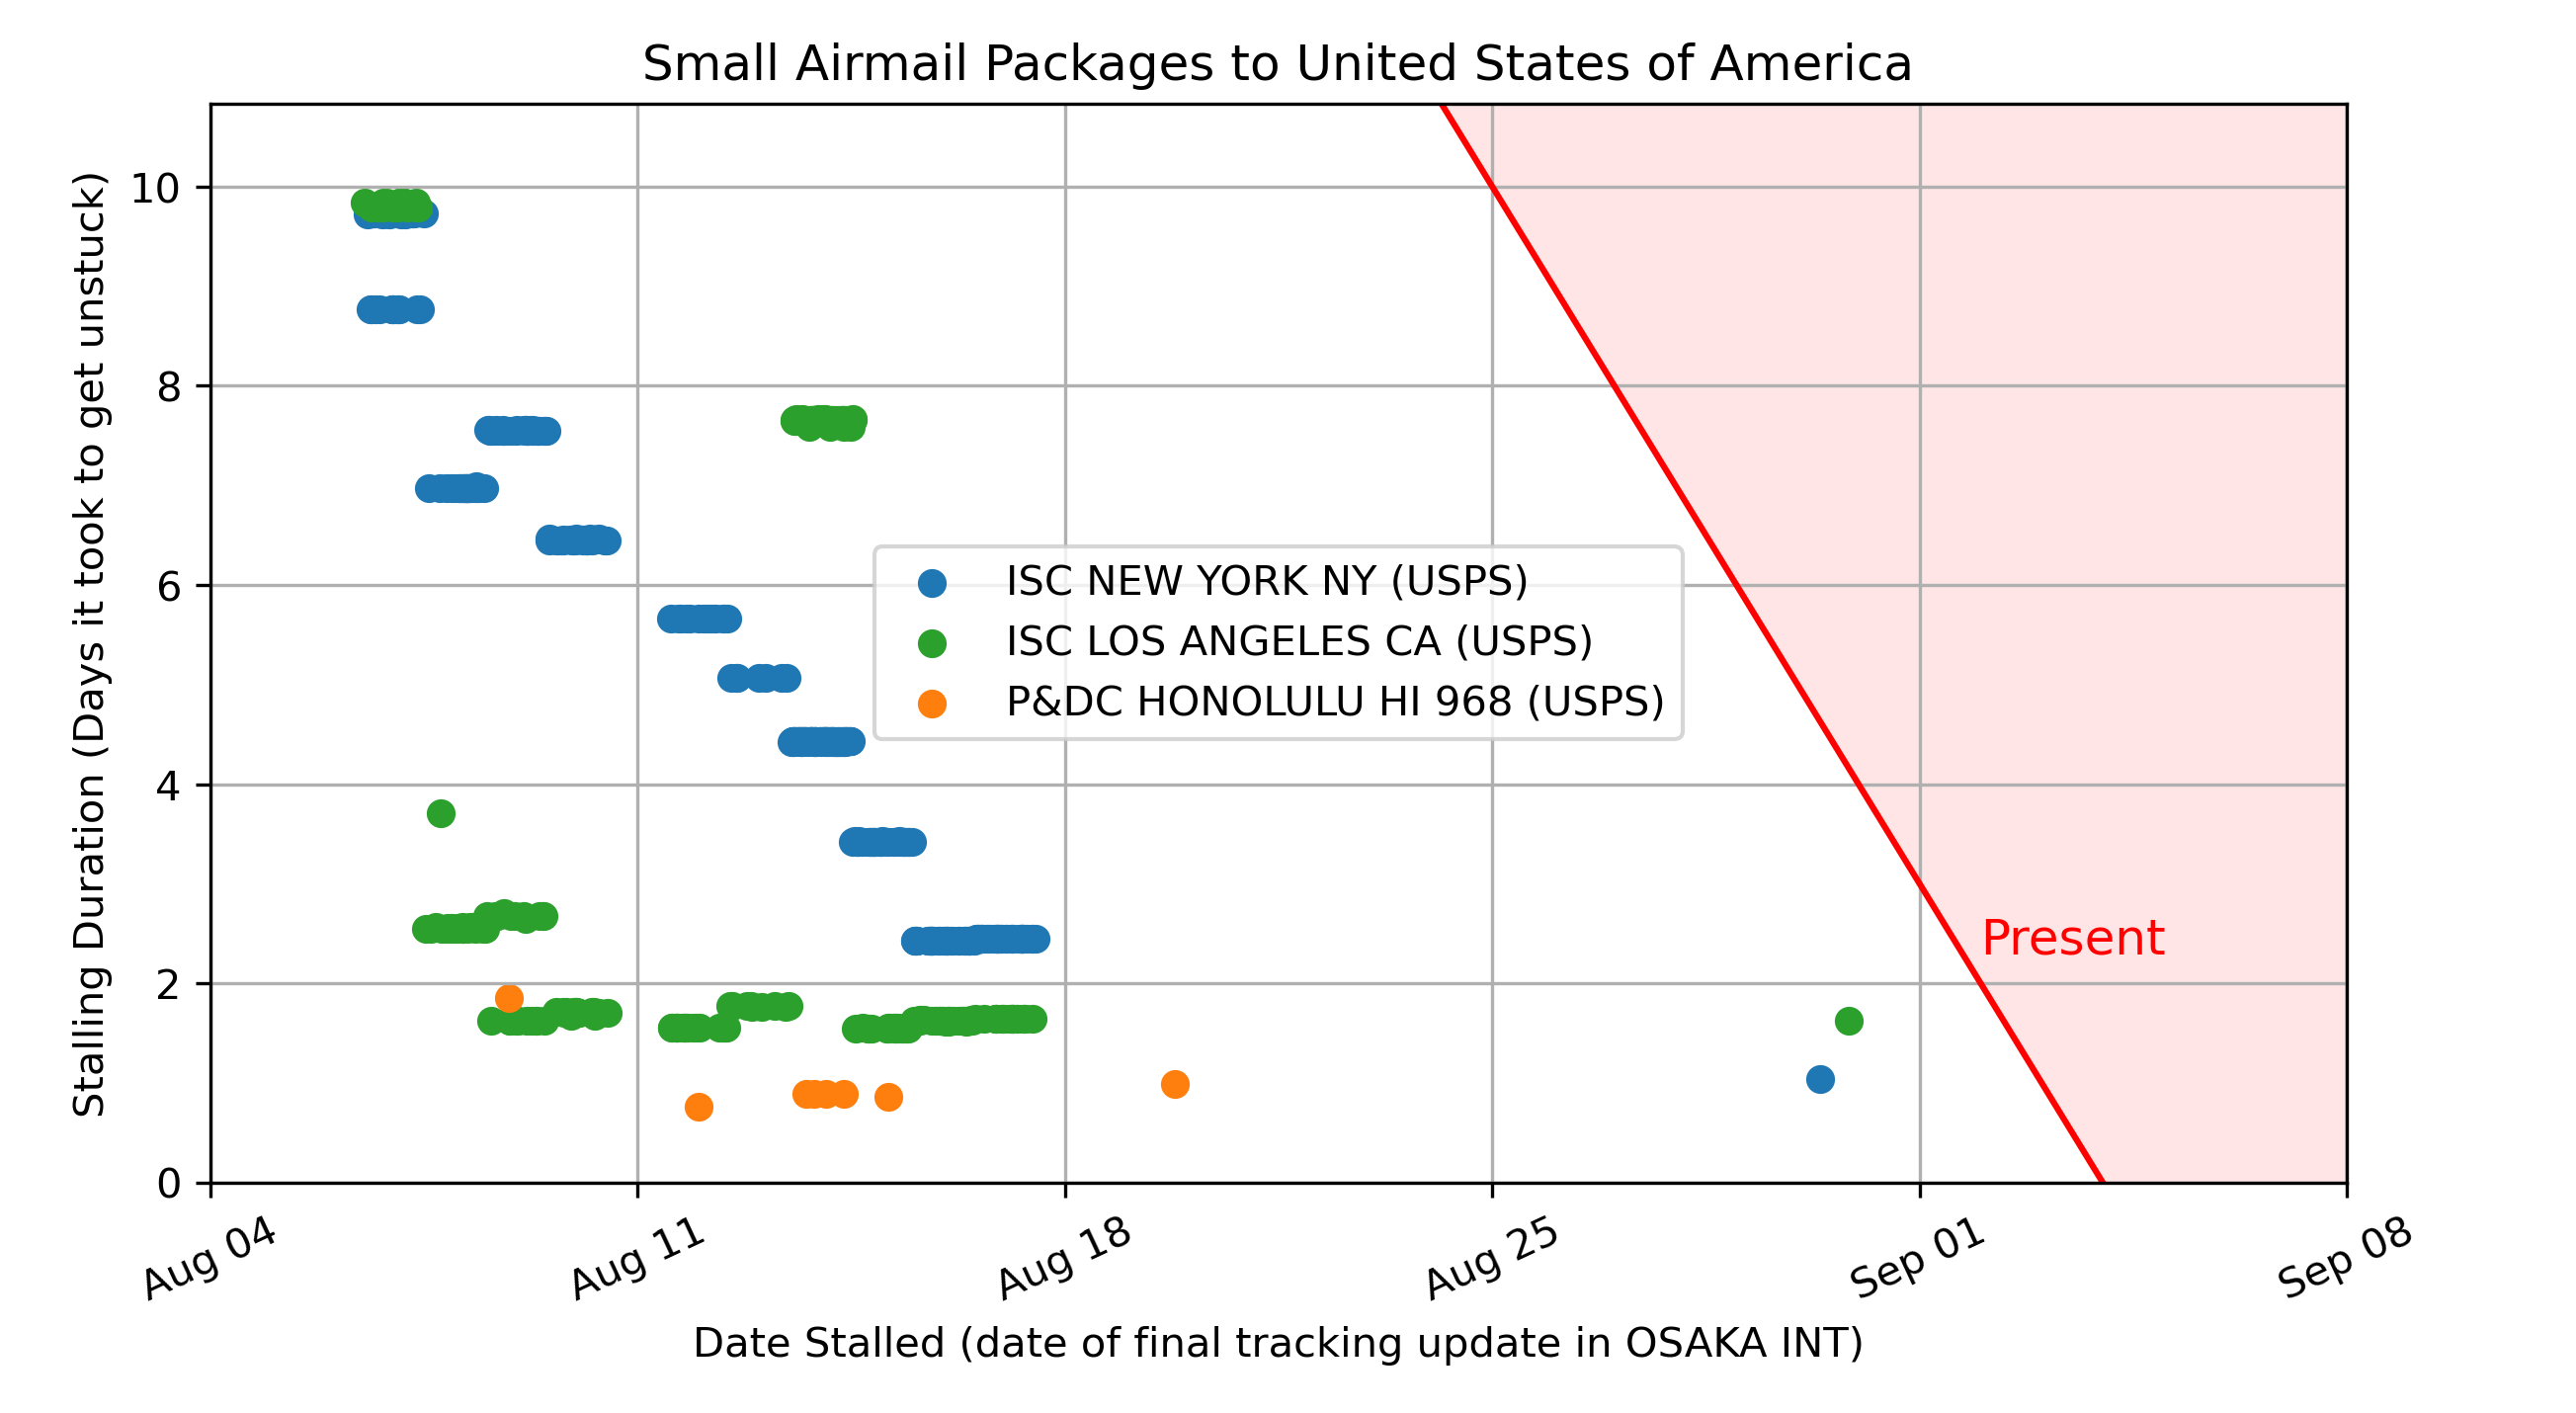 Small Airmail Packages to United States of America
Stalling Duration (Days it took to get unstuck)
10
8
6
4
2
0
ISC NEW YORK NY (USPS)
ISC LOS ANGELES CA (USPS)
P&DC HONOLULU HI 968 (USPS)
Present
Aug 04
Aug 11
Aug 18
Aug 25
Sep 01
Sep 08
Date Stalled (date of final tracking update in OSAKA INT)